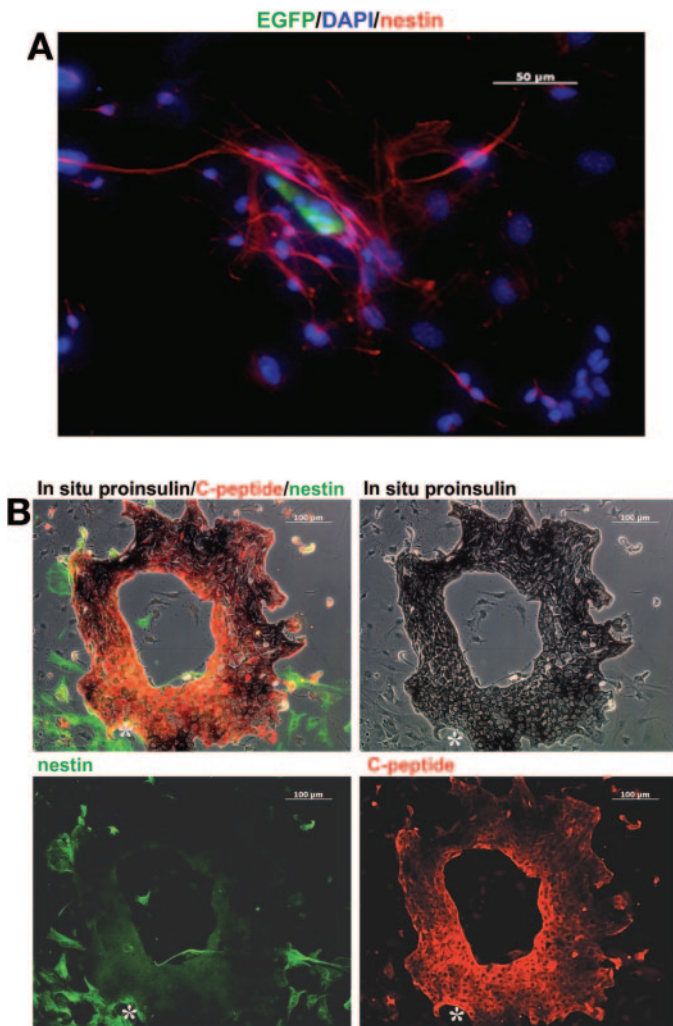 EGFP/DAPI/nestin
A
50 µm
B
In situ proinsulin/C-peptide/nestin
In situ proinsulin
100 µm
100 µm
*
*
nestin
C-peptide
100 µm
100 µm
*
*